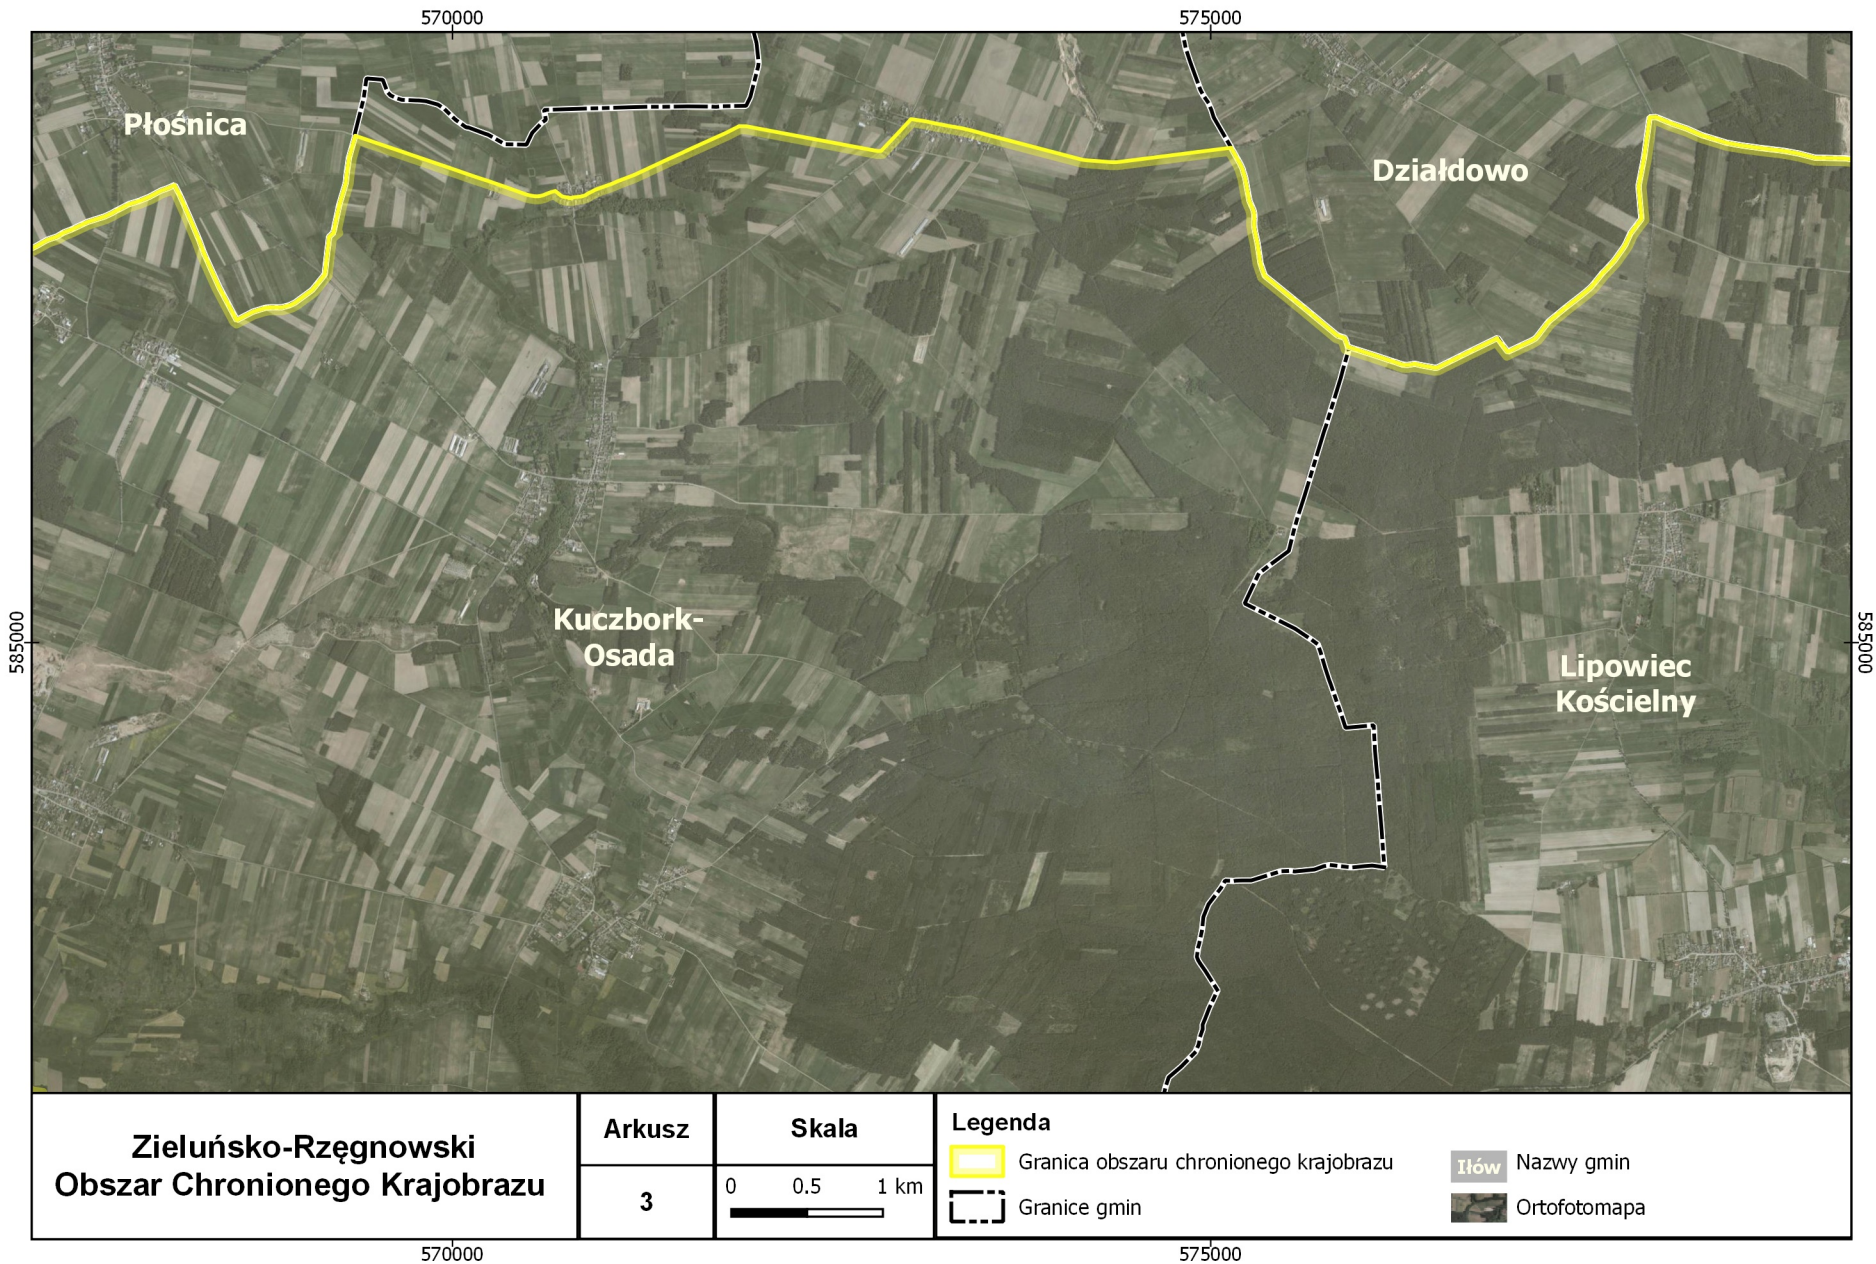 570000
575000
Płośnica
Działdowo
Kuczbork-
Osada
585000
585000
Lipowiec
Kościelny
Zieluńsko-Rzęgnowski
Obszar Chronionego Krajobrazu
Arkusz
3
Skala
0 0.5 1 km
Legenda
Granica obszaru chronionego krajobrazu
Granice gmin
Iłów Nazwy gmin
Ortofotomapa
570000
575000